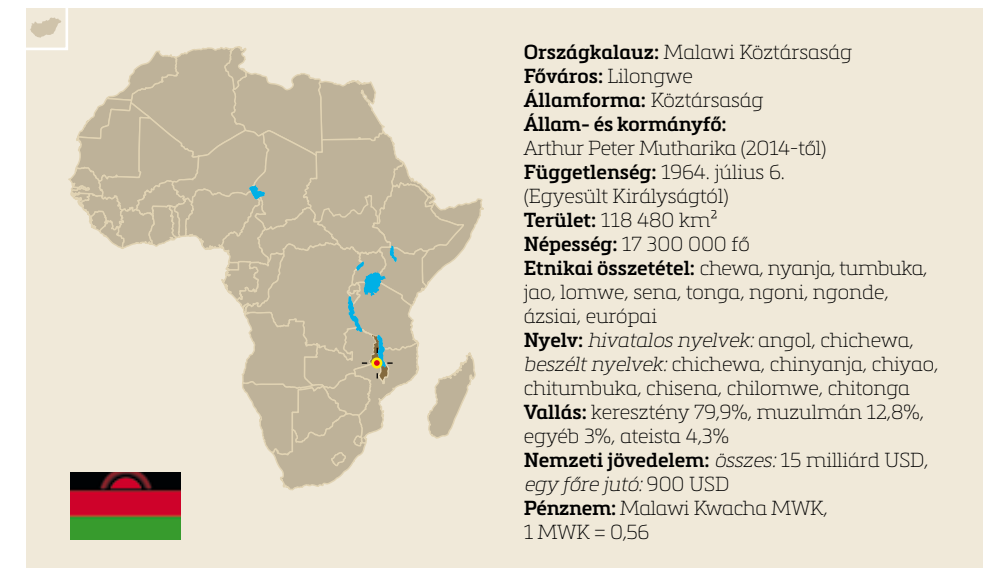 Országkalauz: Malawi Köztársaság
Főváros: Lilongwe
Államforma: Köztársaság
Állam- és kormányfő:
Arthur Peter Mutharika (2014-től)
Függetlenség: 1964. július 6.
(Egyesült Királyságtól)
Terület: 118 480 km²
Népesség: 17 300 000 fő
Etnikai összetétel: chewa, nyanja, tumbuka,
jao, lomwe, sena, tonga, ngoni, ngonde,
ázsiai, európai
Nyelv: hivatalos nyelvek: angol, chichewa,
beszélt nyelvek: chichewa, chinyanja, chiyao,
chitumbuka, chisena, chilomwe, chitonga
Vallás: keresztény 79,9%, muzulmán 12,8%,
egyéb 3%, ateista 4,3%
Nemzeti jövedelem: összes: 15 milliárd USD,
egy főre jutó: 900 USD
Pénznem: Malawi Kwacha MWK,
1 MWK = 0,56